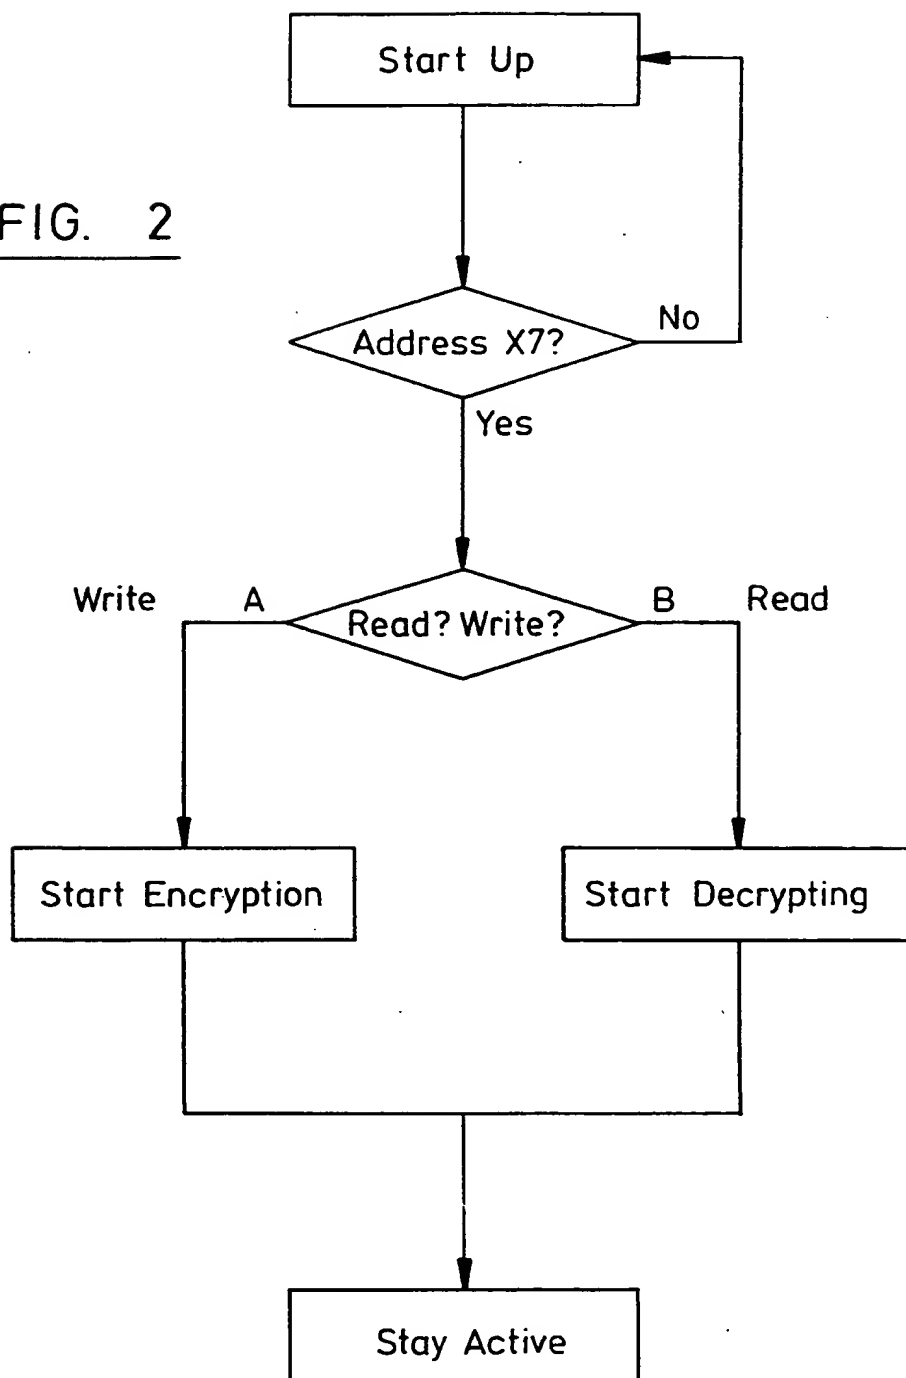 Start Up
FIG. 2
Address X7?
No
Yes
Write
A
Read? Write?
B
Read
Start Encryption
Start Decrypting
Stay Active